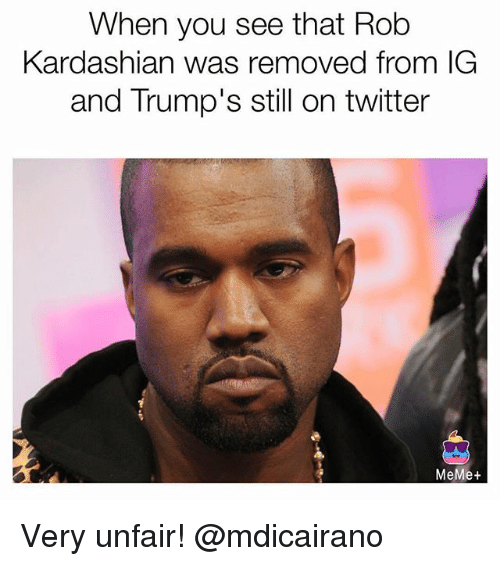 When you see that Rob
Kardashian was removed from IG
and Trump's still on twitter
MeMe+
Very unfair! @mdicairano